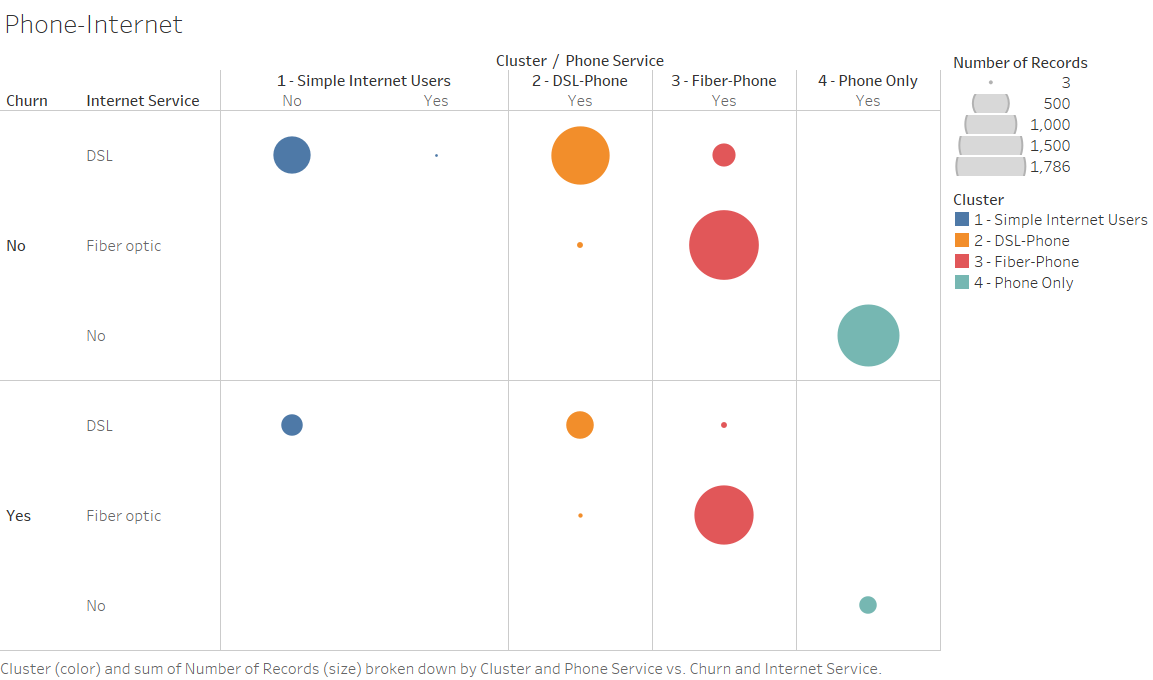 Phone-Internet
Cluster / Phone Service
Churn Internet Service 1 - Simple Internet Users 2 - DSL-Phone 3 - Fiber-Phone 4 - Phone Only
No Yes Yes Yes Yes
No
DSL
Fiber optic
No
Yes
DSL
Fiber optic
No
Number of Records
3
500
1,000
1,500
1,786
Cluster
1 - Simple Internet Users
2 - DSL-Phone
3 - Fiber-Phone
4 - Phone Only
Cluster (color) and sum of Number of Records (size) broken down by Cluster and Phone Service vs. Churn and Internet Service.